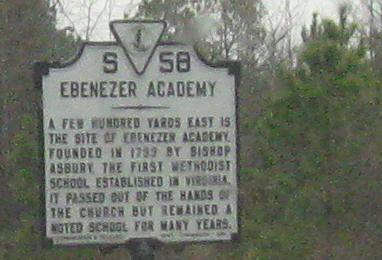 S 58
EBENEZER ACADEMY
A FEW HUNDRED YARDS EAST IS
THE SITE OF EBENEZER ACADEMY,
FOUNDED IN 1793 BY BISHOP
ASBURY, THE FIRST METHODIST
SCHOOL ESTABLISHED IN VIRGINIA.
IT PASSED OUT OF THE HANDS OF
THE CHURCH BUT REMAINED A
NOTED SCHOOL FOR MANY YEARS.